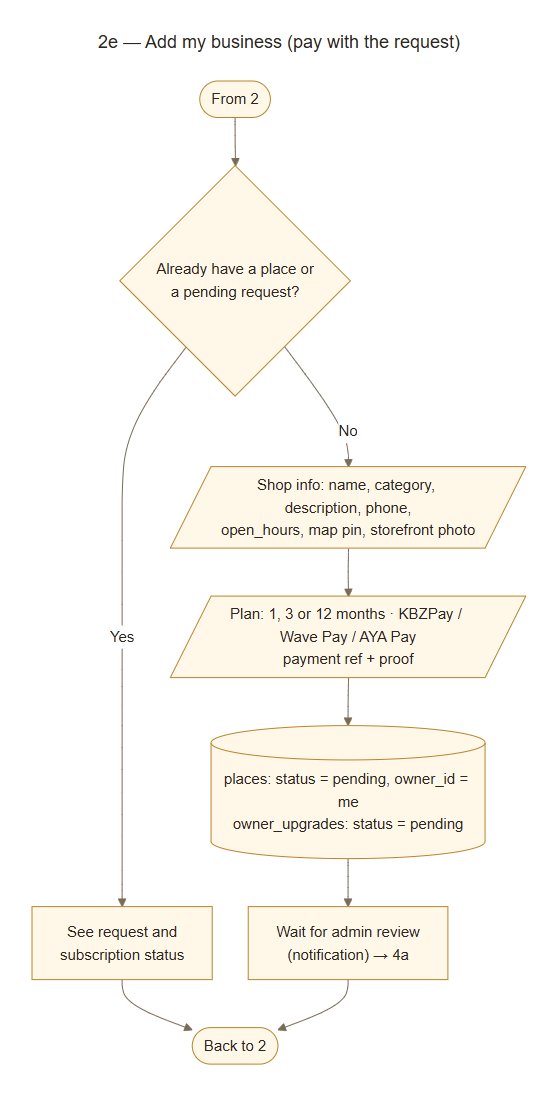 2e — Add my business (pay with the request)
From 2
Already have a place or
a pending request?
No
Shop info: name, category,
description, phone,
open_hours, map pin, storefront photo
Plan: 1, 3 or 12 months · KBZPay /
Wave Pay / AYA Pay
payment ref + proof
Yes
places: status = pending, owner_id =
me
owner_upgrades: status = pending
See request and
subscription status
Wait for admin review
(notification) → 4a
Back to 2